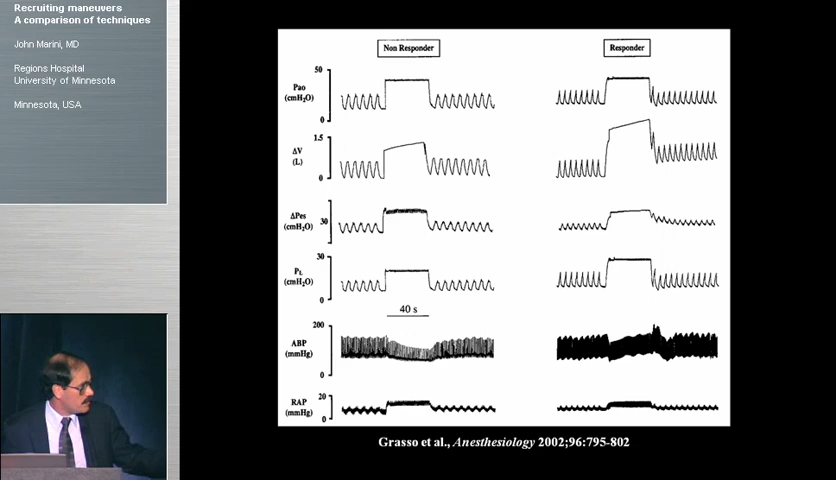 Recruiting maneuvers
A comparison of techniques
John Marini, MD
Regions Hospital
University of Minnesota
Minnesota, USA
Non Responder
Responder
50
Pao
(cmH2O)
0
1.5
ΔV
(L)
0
ΔPes
(cmH2O)
30
30
PL
(cmH2O)
0
40 s
200
ABP
(mmHg)
0
20
RAP
(mmHg)
0
Grasso et al., Anesthesiology 2002;96:795-802